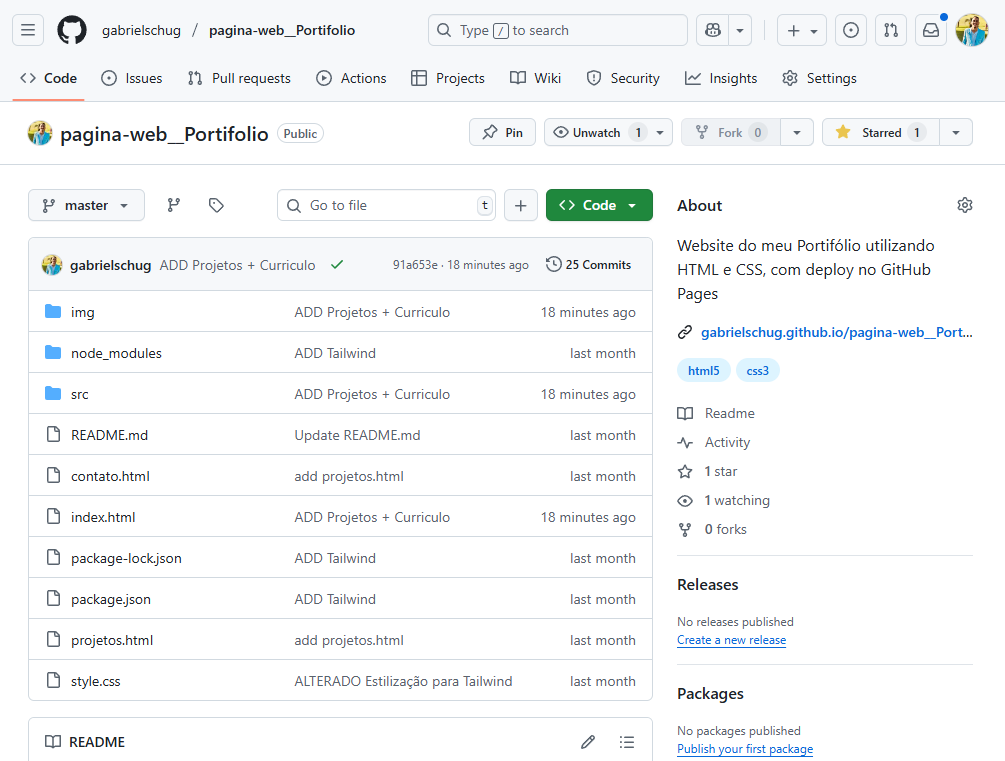 gabrielschug / pagina-web__Portifolio
Type / to search
Code Issues Pull requests Actions Projects Wiki Security Insights Settings
pagina-web__Portifolio Public
Pin Unwatch 1 Fork 0 Starred 1
master Go to file t + Code
gabrielschug ADD Projetos + Curriculo 91a653e · 18 minutes ago 25 Commits
img ADD Projetos + Curriculo 18 minutes ago
node_modules ADD Tailwind last month
src ADD Projetos + Curriculo 18 minutes ago
README.md Update README.md last month
contato.html add projetos.html last month
index.html ADD Projetos + Curriculo 18 minutes ago
package-lock.json ADD Tailwind last month
package.json ADD Tailwind last month
projetos.html add projetos.html last month
style.css ALTERADO Estilização para Tailwind last month
README
About
Website do meu Portifólio utilizando
HTML e CSS, com deploy no GitHub
Pages
gabrielschug.github.io/pagina-web__Port...
html5 css3
Readme
Activity
1 star
1 watching
0 forks
Releases
No releases published
Create a new release
Packages
No packages published
Publish your first package